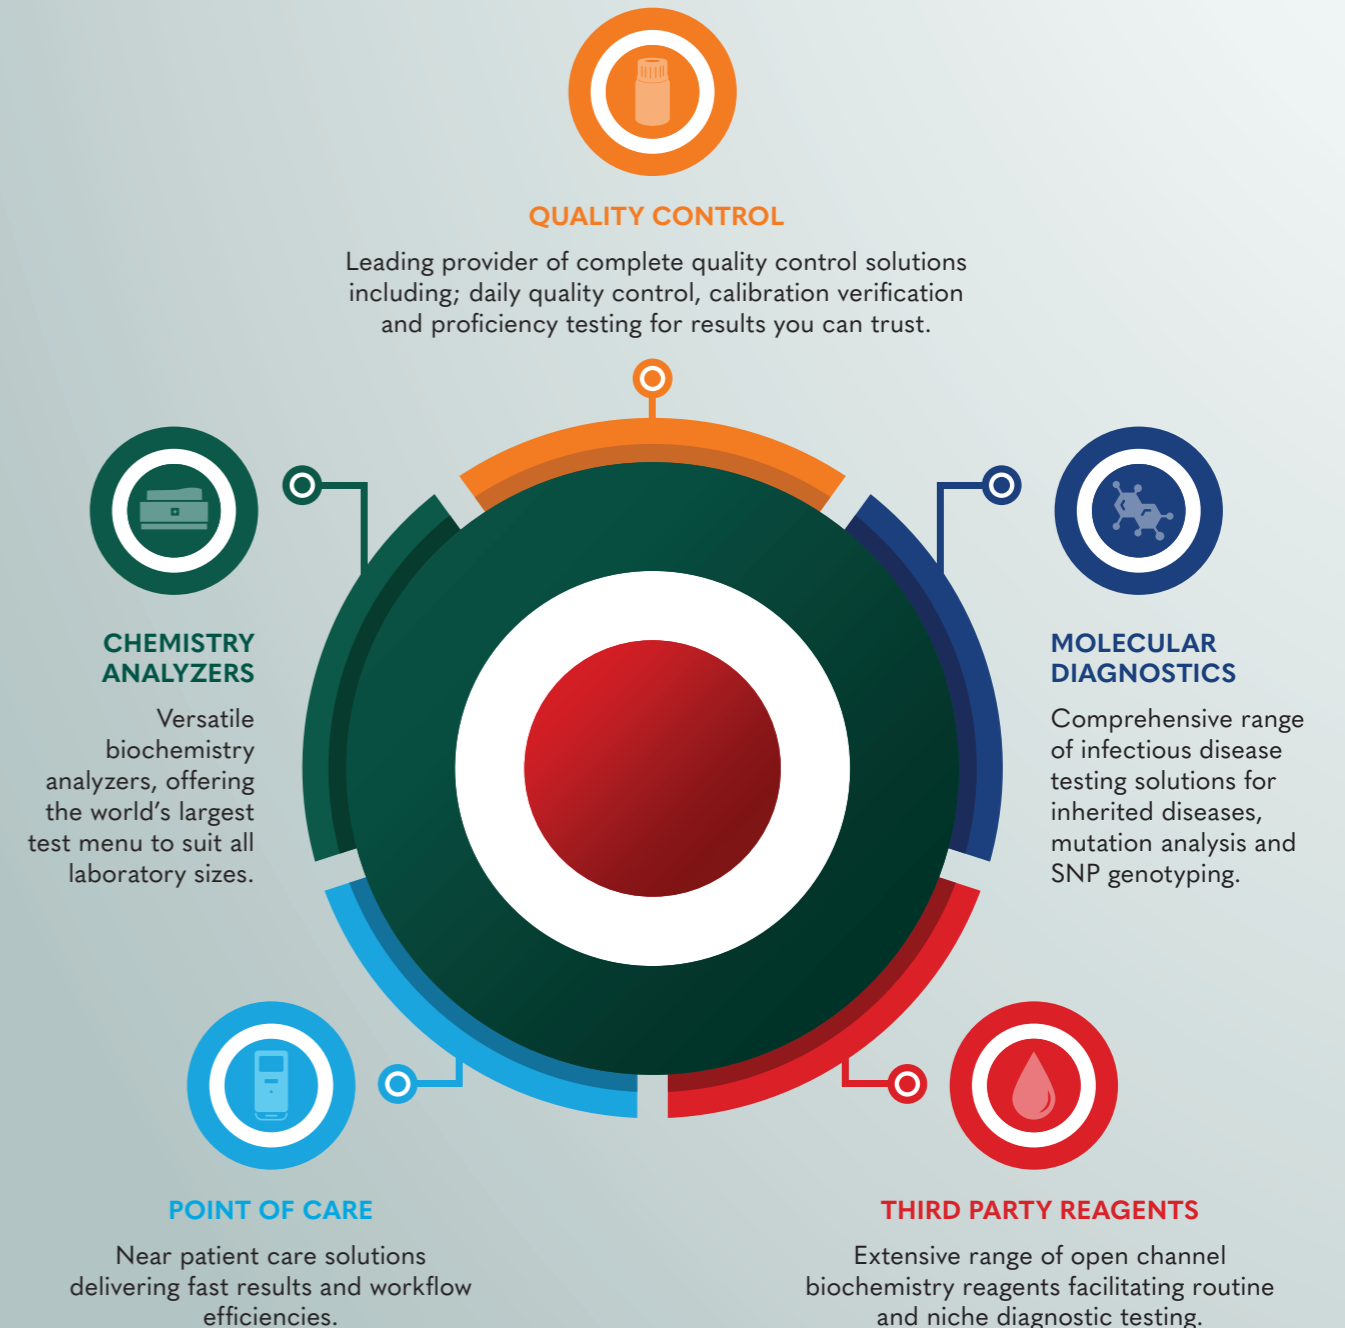 QUALITY CONTROL
Leading provider of complete quality control solutions
including; daily quality control, calibration verification
and proficiency testing for results you can trust.
CHEMISTRY
ANALYZERS
Versatile
biochemistry
analyzers, offering
the world's largest
test menu to suit all
laboratory sizes.
MOLECULAR
DIAGNOSTICS
Comprehensive range
of infectious disease
testing solutions for
inherited diseases,
mutation analysis and
SNP genotyping.
POINT OF CARE
Near patient care solutions
delivering fast results and workflow
efficiencies.
THIRD PARTY REAGENTS
Extensive range of open channel
biochemistry reagents facilitating routine
and niche diagnostic testing.